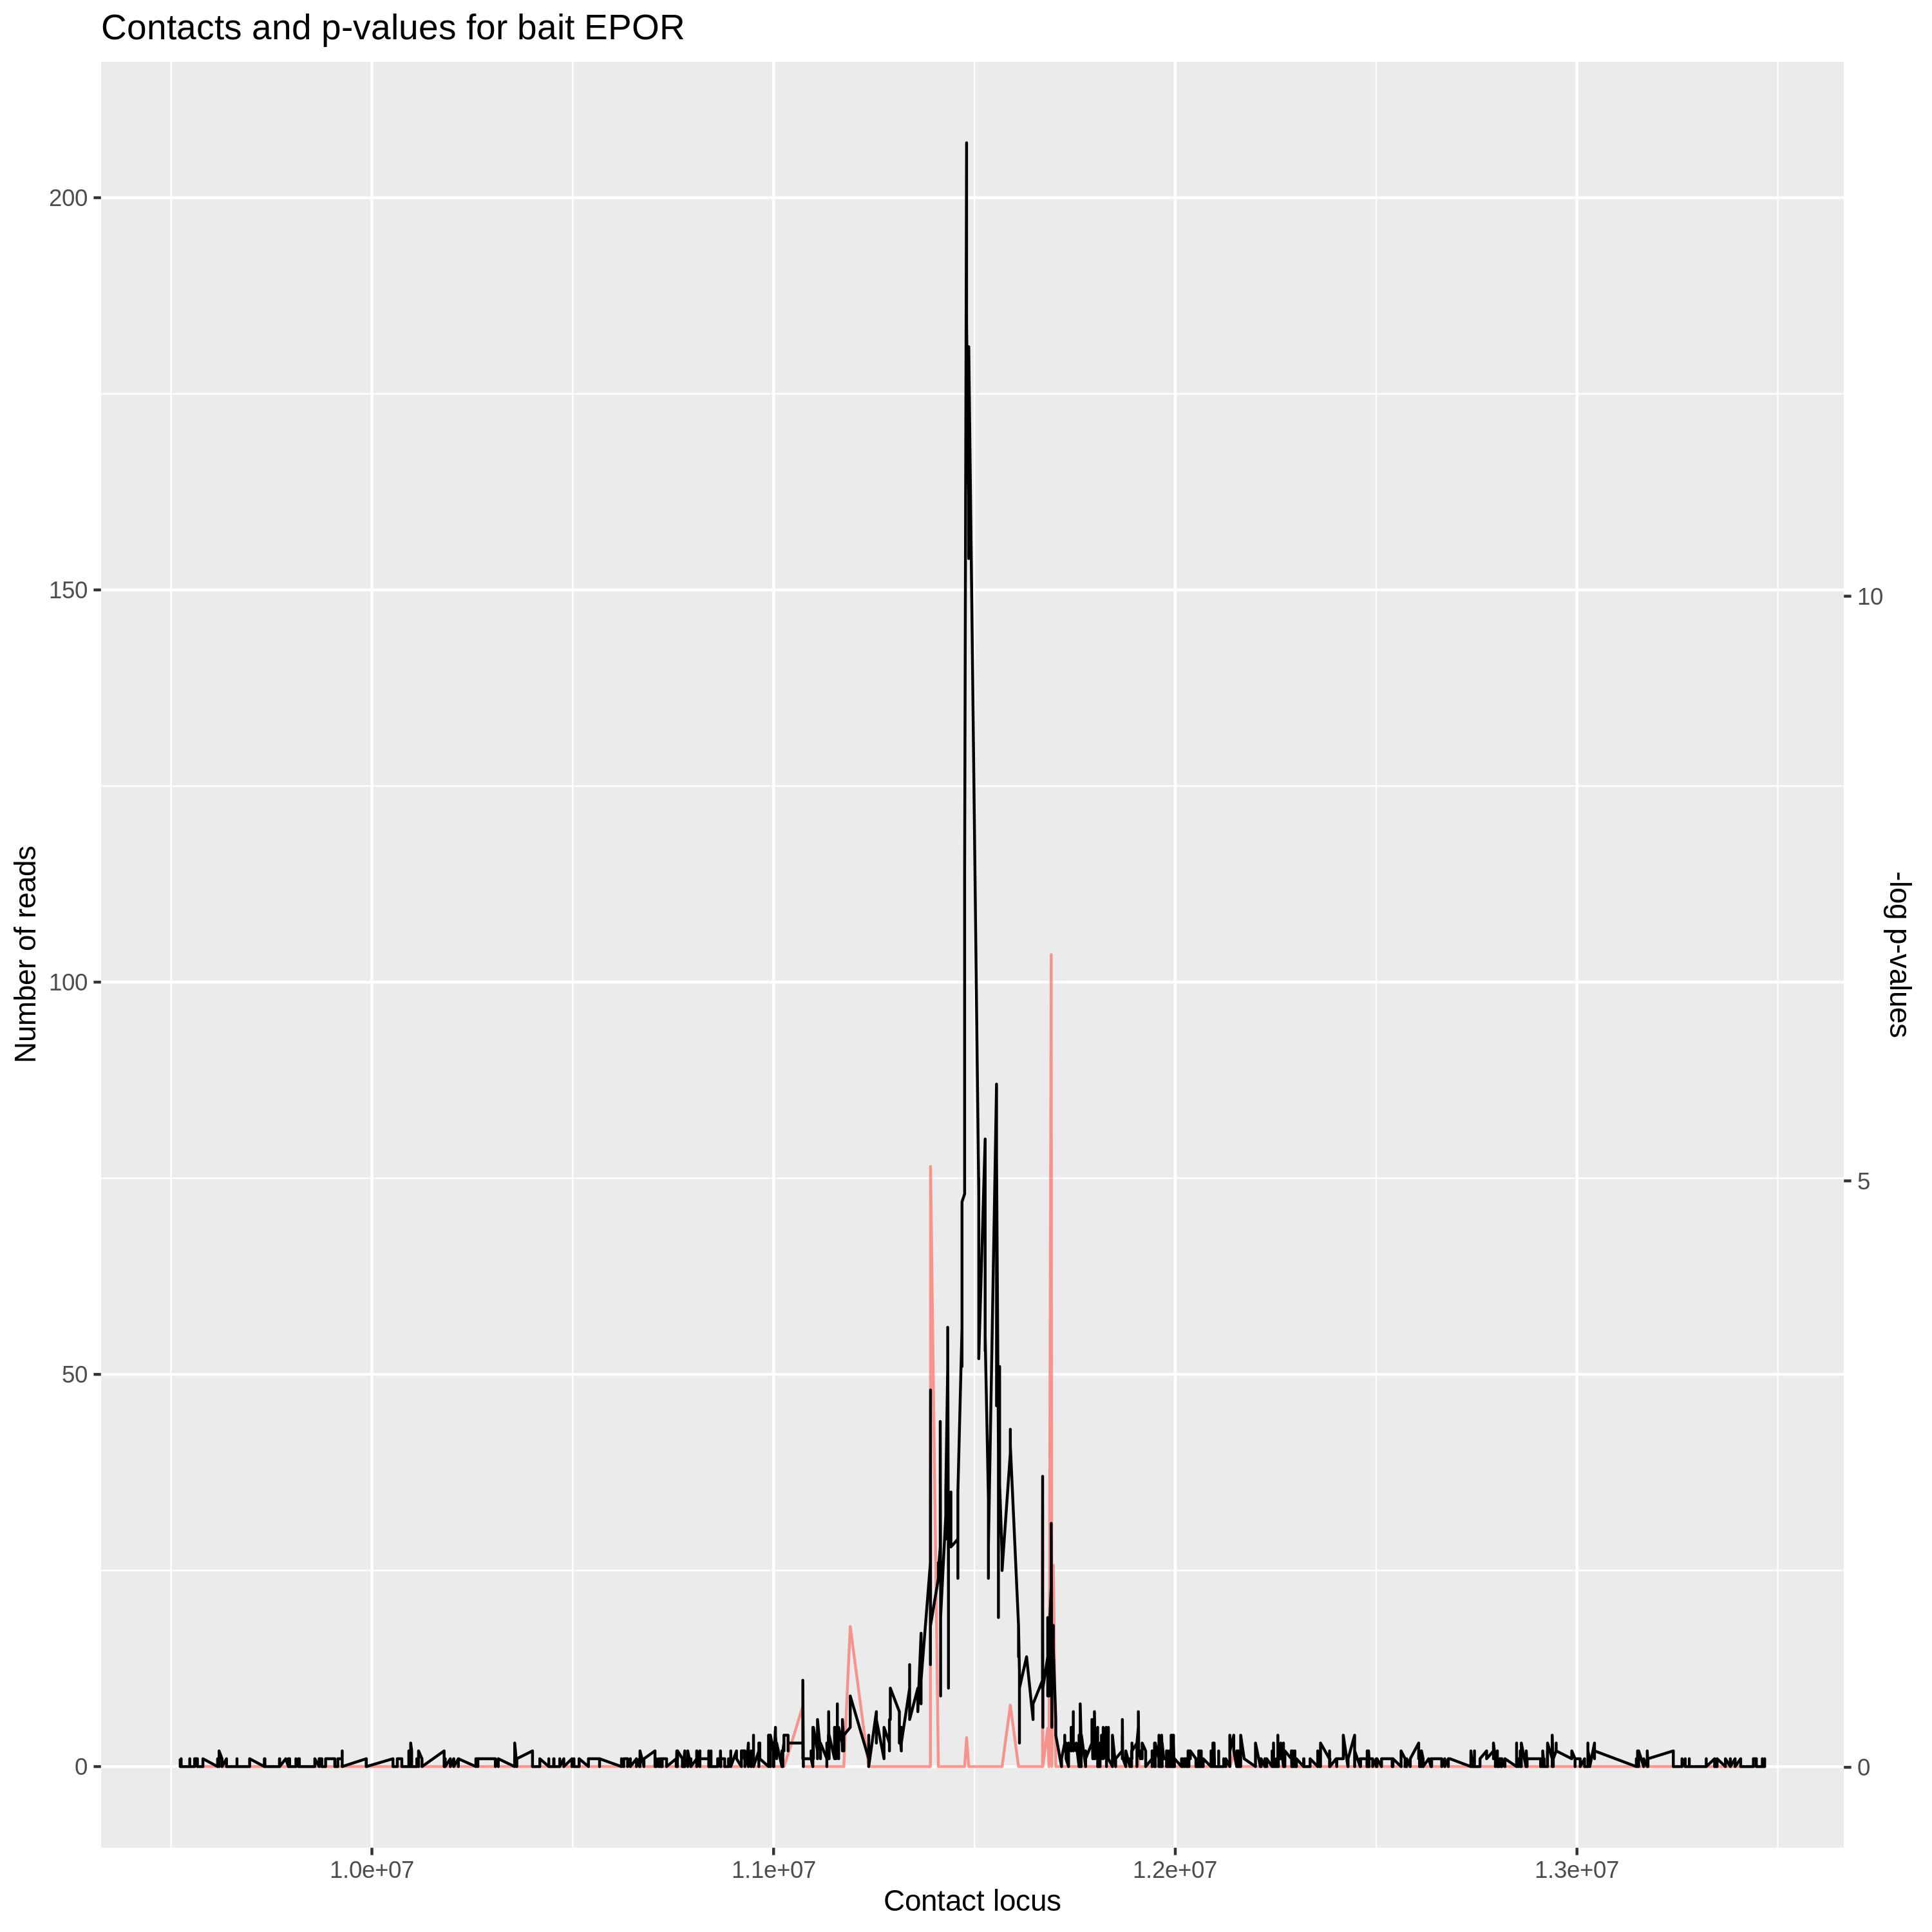 Contacts and p-values for bait EPOR
Number of reads
200
150
100
50
0
10
5
0
-log p-values
1.0e+07
1.1e+07
1.2e+07
1.3e+07
Contact locus